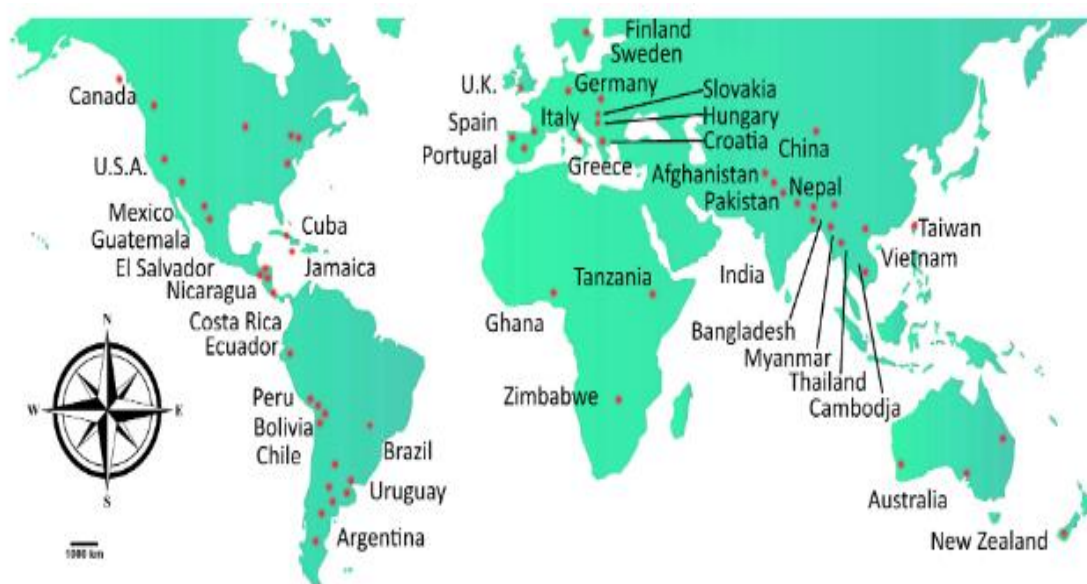 Finland
Sweden
U.K.
Germany
Slovakia
Canada
Spain
Italy
Hungary
Portugal
Croatia
China
U.S.A.
Greece
Afghanistan
Pakistan
Nepal
Mexico
Guatemala
Cuba
Taiwan
El Salvador
Jamaica
Vietnam
Nicaragua
Tanzania
India
Ghana
Costa Rica
Bangladesh
Ecuador
Myanmar
Thailand
Cambodja
N
Peru
Zimbabwe
W
E
Bolivia
Chile
Brazil
S
Uruguay
Australia
Argentina
New Zealand
1000 km